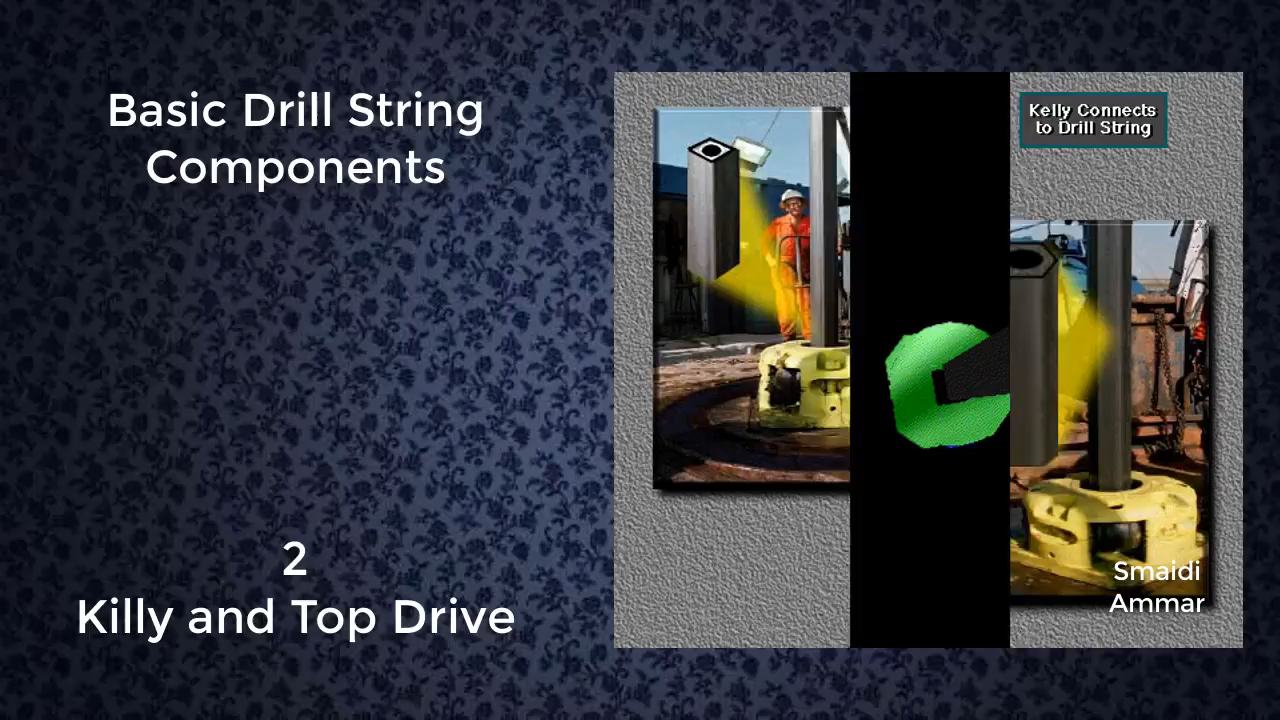 Basic Drill String
Components
2
Killy and Top Drive
Kelly Connects
to Drill String
Smaidi
Ammar